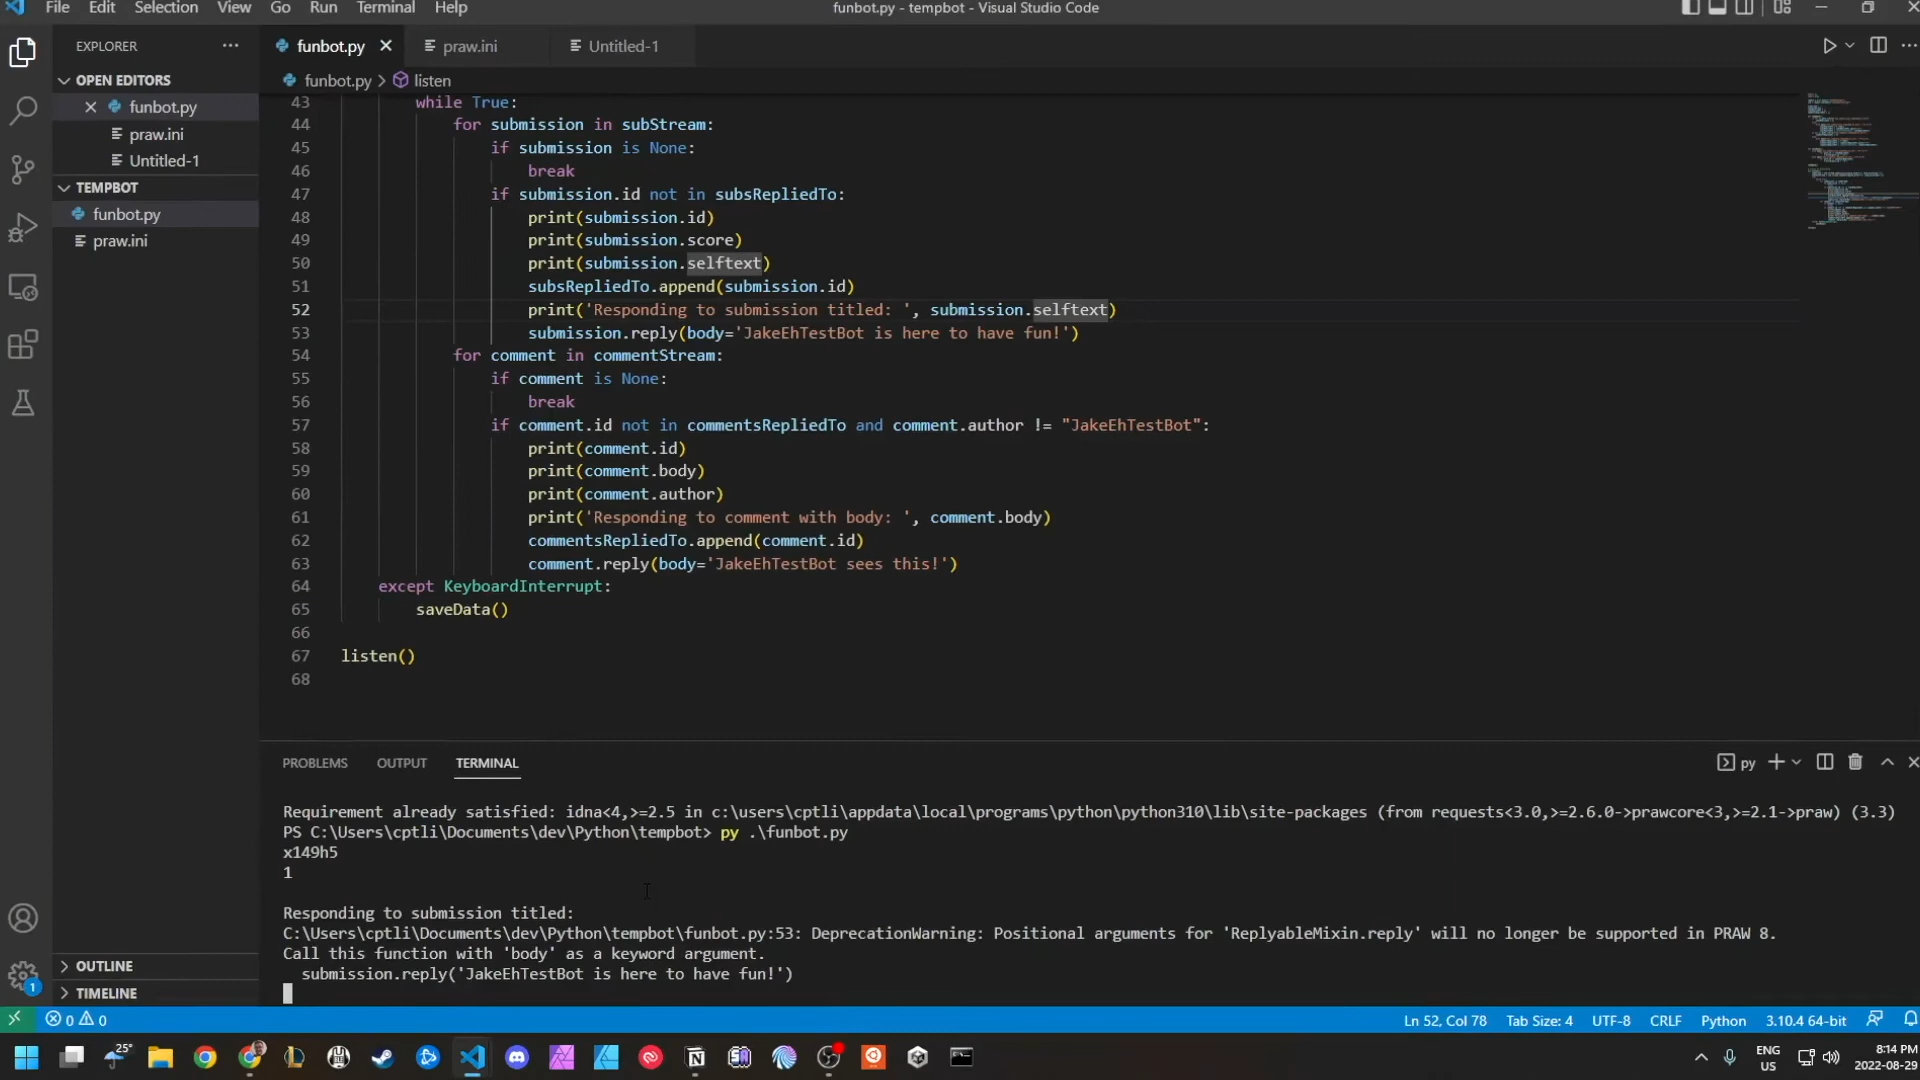 File Edit Selection View Go Run Terminal Help
funbot.py - tempbot - Visual Studio Code
EXPLORER
funbot.py
praw.ini
Untitled-1
OPEN EDITORS
funbot.py
praw.ini
Untitled-1
TEMPBOT
funbot.py
praw.ini
OUTLINE
TIMELINE
funbot.py > listen
43 while True:
44 for submission in subStream:
45 if submission is None:
46 break
47 if submission.id not in subsRepliedTo:
48 print(submission.id)
49 print(submission.score)
50 print(submission.selftext)
51 subsRepliedTo.append(submission.id)
52 print('Responding to submission titled: ', submission.selftext)
53 submission.reply(body='JakeEhTestBot is here to have fun!')
54 for comment in commentStream:
55 if comment is None:
56 break
57 if comment.id not in commentsRepliedTo and comment.author != "JakeEhTestBot":
58 print(comment.id)
59 print(comment.body)
60 print(comment.author)
61 print('Responding to comment with body: ', comment.body)
62 commentsRepliedTo.append(comment.id)
63 comment.reply(body='JakeEhTestBot sees this!')
64 except KeyboardInterrupt:
65 saveData()
66
67 listen()
68
PROBLEMS OUTPUT TERMINAL
py
Requirement already satisfied: idna<4,>=2.5 in c:\users\cptli\appdata\local\programs\python\python310\lib\site-packages (from requests<3.0,>=2.6.0->prawcore<3,>=2.1->praw) (3.3)
PS C:\Users\cptli\Documents\dev\Python\tempbot> py .\funbot.py
x149h5
1
Responding to submission titled:
C:\Users\cptli\Documents\dev\Python\tempbot\funbot.py:53: DeprecationWarning: Positional arguments for 'ReplyableMixin.reply' will no longer be supported in PRAW 8.
Call this function with 'body' as a keyword argument.
submission.reply('JakeEhTestBot is here to have fun!')
1
0 0
Ln 52, Col 78 Tab Size: 4 UTF-8 CRLF Python 3.10.4 64-bit
25°
ENG
US
8:14 PM
2022-08-29